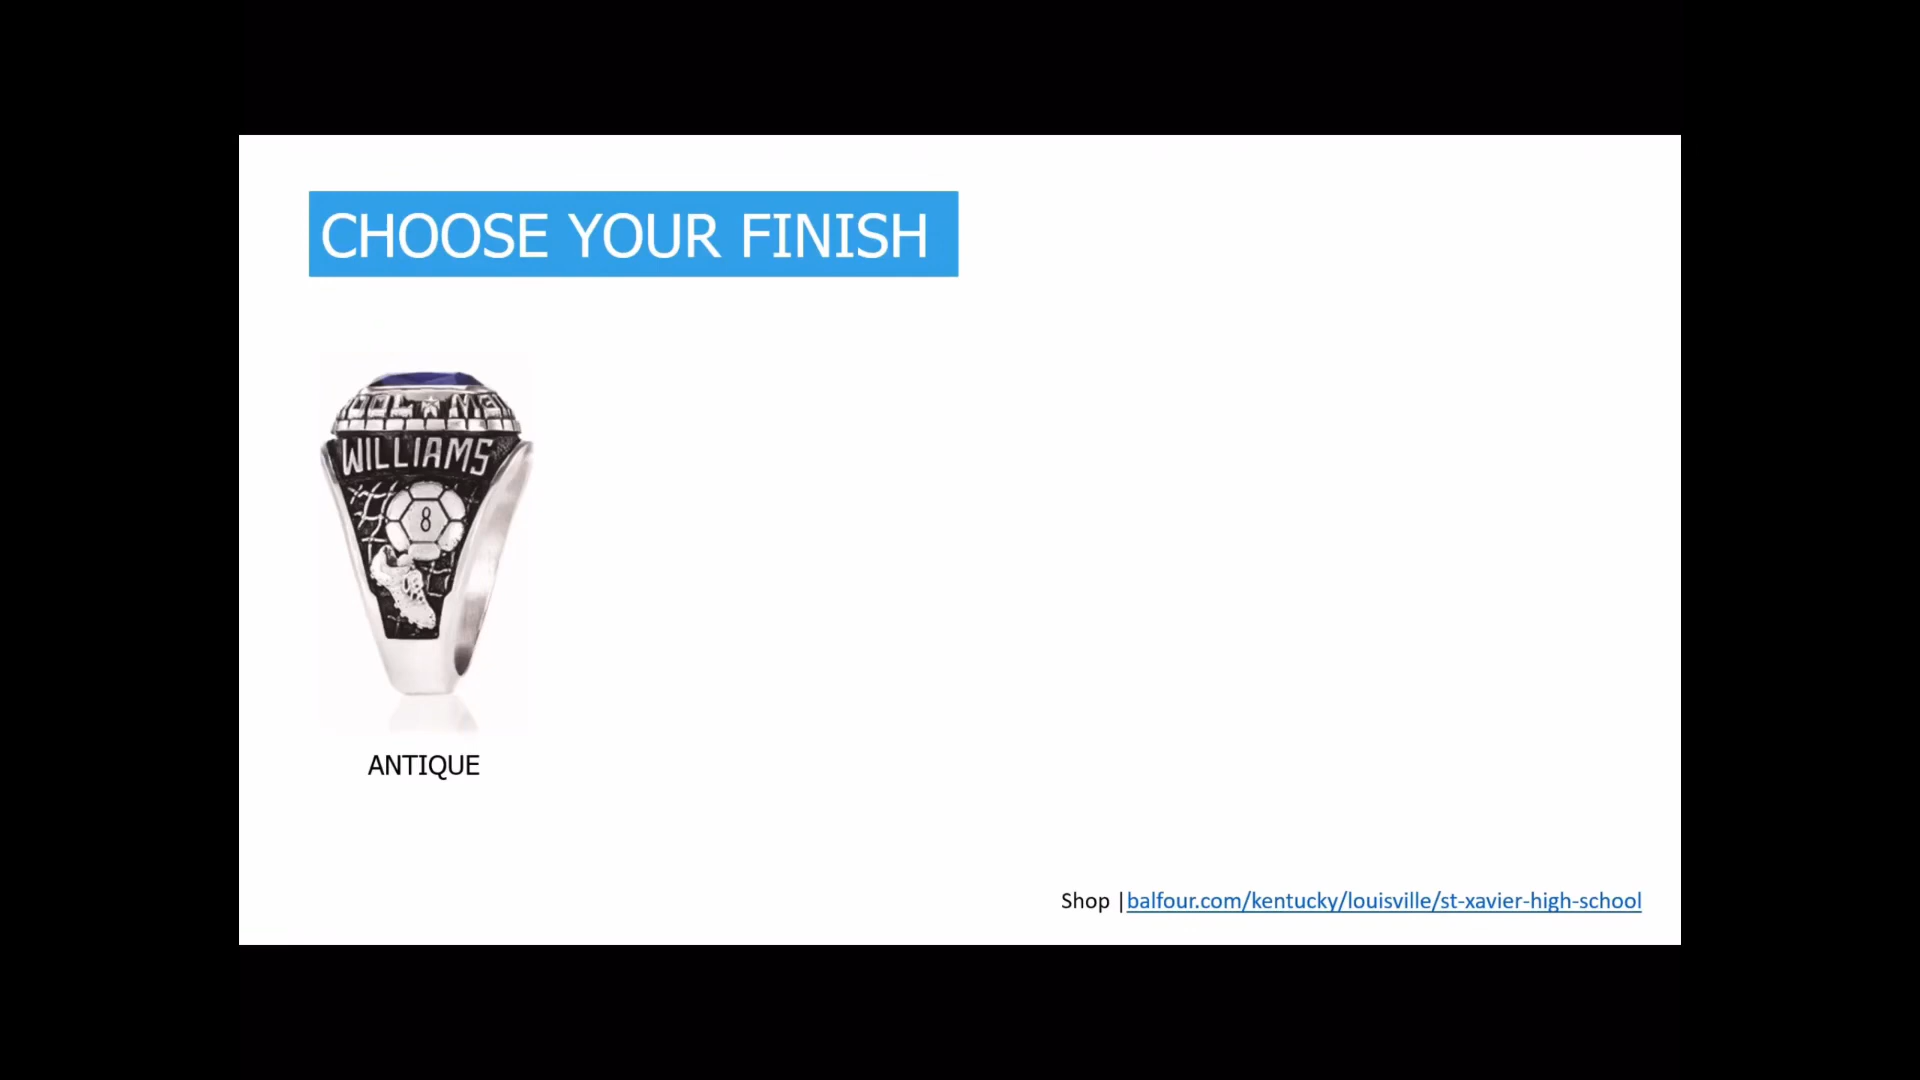 CHOOSE YOUR FINISH
WILLIAMS
8
ANTIQUE
Shop |balfour.com/kentucky/louisville/st-xavier-high-school